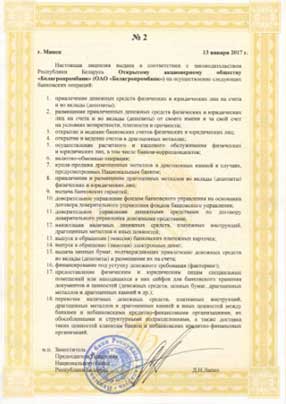 № 2
г. Минск 13 января 2017 г.
Настоящая лицензия выдана в соответствии с законодательством
Республики Беларусь Открытому акционерному обществу
«Белагропромбанк» (ОАО «Белагропромбанк») на осуществление следующих
банковских операций:
1. привлечение денежных средств физических и юридических лиц на счета
и во вклады (депозиты);
2. размещение привлеченных денежных средств физических и юридических
лиц на счета и во вклады (депозиты) от своего имени и за свой счет
на условиях возвратности, платности и срочности;
3. открытие и ведение банковских счетов физических и юридических лиц;
4. открытие и ведение счетов в драгоценных металлах;
5. осуществление расчетного и кассового обслуживания физических
и юридических лиц, в том числе банков-корреспондентов;
6. валютно-обменные операции;
7. купля-продажа драгоценных металлов и драгоценных камней в случаях,
предусмотренных Национальным банком;
8. привлечение и размещение драгоценных металлов во вклады (депозиты)
физических и юридических лиц;
9. выдача банковских гарантий;
10. доверительное управление фондом банковского управления на основании
договора доверительного управления фондом банковского управления;
11. доверительное управление денежными средствами по договору
доверительного управления денежными средствами;
12. инкассация наличных денежных средств, платежных инструкций,
драгоценных металлов и иных ценностей;
13. выпуск в обращение (эмиссия) банковских платежных карточек;
14. выпуск в обращение (эмиссия) электронных денег;
15. выдача ценных бумаг, подтверждающих привлечение денежных средств
во вклады (депозиты) и размещение их на счета;
16. финансирование под уступку денежного требования (факторинг);
17. предоставление физическим и юридическим лицам специальных
помещений или находящихся в них сейфов для банковского хранения
документов и ценностей (денежных средств, ценных бумаг, драгоценных
металлов и драгоценных камней и др.);
18. перевозка наличных денежных средств, платежных инструкций,
драгоценных металлов и драгоценных камней и иных ценностей между
банками и небанковскими кредитно-финансовыми организациями, их
обособленными и структурными подразделениями, а также доставка
таких ценностей клиентам банков и небанковских кредитно-финансовых
организаций.
Заместитель
Председателя
Национального
Республики Беларусь